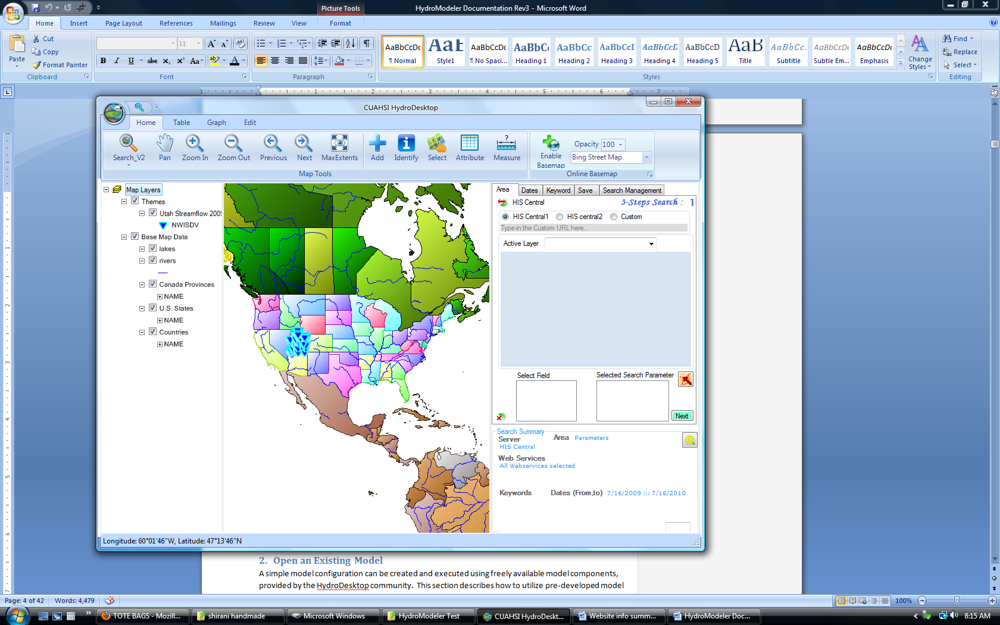 Picture Tools
HydroModeler Documentation Rev3 - Microsoft Word
Home Insert Page Layout References Mailings Review View Format
Paste
Cut
Copy
Format Painter
Clipboard
11
Font
Paragraph
AaBbCcDc AaBbCcDc AaBbCc AaBbCc AaBbCcI AaBbCcD AaBbCcD AaBbCc. AaBbCcD AaBbCcDc
¶ Normal Style1 ¶ No Spaci... Heading 1 Heading 2 Heading 3 Heading 4 Heading 5 Title Subtitle Subtle Em... Emphasis
Change Styles
Styles
Find
Replace
Select
Editing
CUAHSI HydroDesktop
Home Table Graph Edit
Search_V2 Pan Zoom In Zoom Out Previous Next MaxExtents Add Identify Select Attribute Measure
Map Tools
Enable Basemap
Opacity 100
Bing Street Map
Online Basemap
Map Layers
Themes
Utah Streamflow 200
NWISDV
Base Map Data
lakes
rivers
Canada Provinces
NAME
U.S. States
NAME
Countries
NAME
Area Dates Keyword Save Search Management
HIS Central 3-Steps Search : 1
HIS Central1 HIS central2 Custom
Type-in the Custom URL here...
Active Layer
Select Field Selected Search Parameter
Next
Search Summary
Server Area Parameters
HIS Central
Web Services
All Webservices selected
Keywords Dates (From,to) 7/16/2009 ::: 7/16/2010
Longitude: 60°01'46"W, Latitude: 47°13'46"N
2. Open an Existing Model
A simple model configuration can be created and executed using freely available model components,
provided by the HydroDesktop community. This section describes how to utilize pre-developed model
Page: 4 of 42 Words: 4,479 100%
TOTE BAGS - Mozill... shirani handmade Microsoft Windows HydroModeler Test CUAHSI HydroDeskt... Website info summ... HydroModeler Doc... 8:15 AM